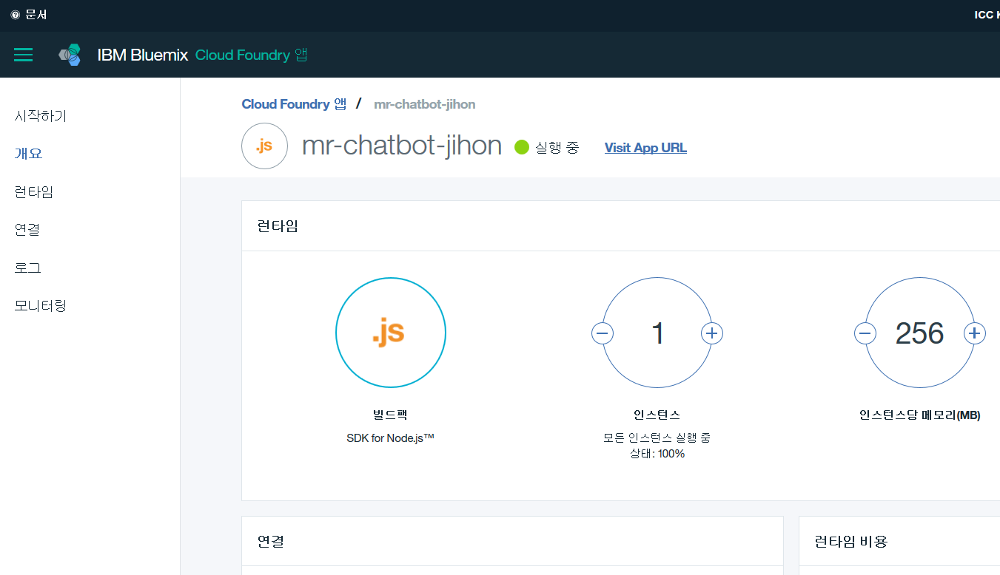 문서
ICC
IBM Bluemix Cloud Foundry 앱
시작하기
개요
런타임
연결
로그
모니터링
Cloud Foundry 앱 / mr-chatbot-jihon
.js mr-chatbot-jihon 실행 중 Visit App URL
런타임
.js
1
256
빌드팩
SDK for Node.js™
인스턴스
모든 인스턴스 실행 중
상태: 100%
인스턴스당 메모리(MB)
연결
런타임 비용